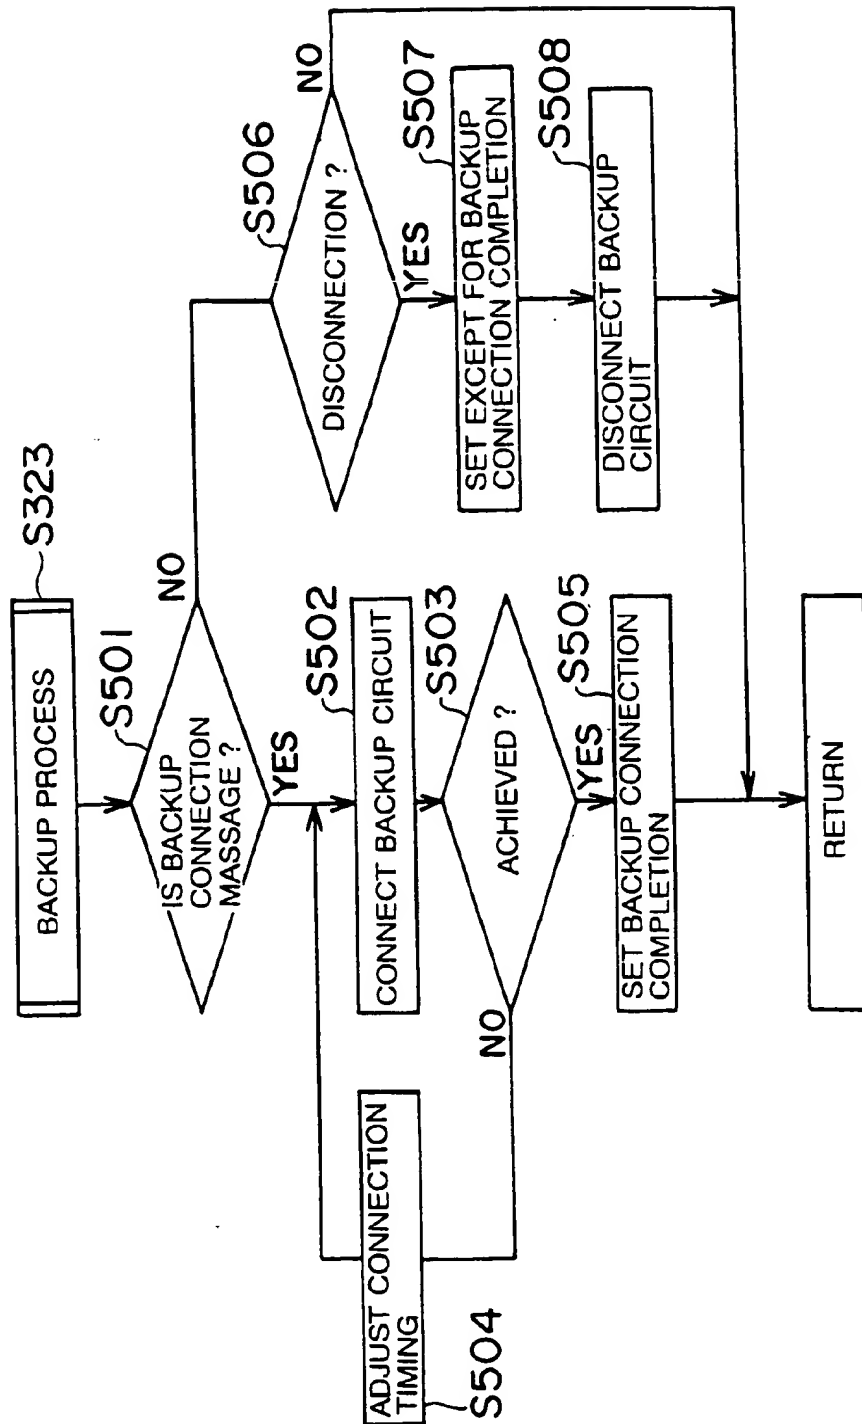 BACKUP PROCESS
S323
S501
IS BACKUP
CONNECTION
MASSAGE ?
NO
YES
S502
CONNECT BACKUP CIRCUIT
S503
ACHIEVED ?
NO
YES
ADJUST CONNECTION
TIMING
S504
S505
SET BACKUP CONNECTION
COMPLETION
S506
DISCONNECTION ?
NO
YES
S507
SET EXCEPT FOR BACKUP
CONNECTION COMPLETION
S508
DISCONNECT BACKUP
CIRCUIT
RETURN